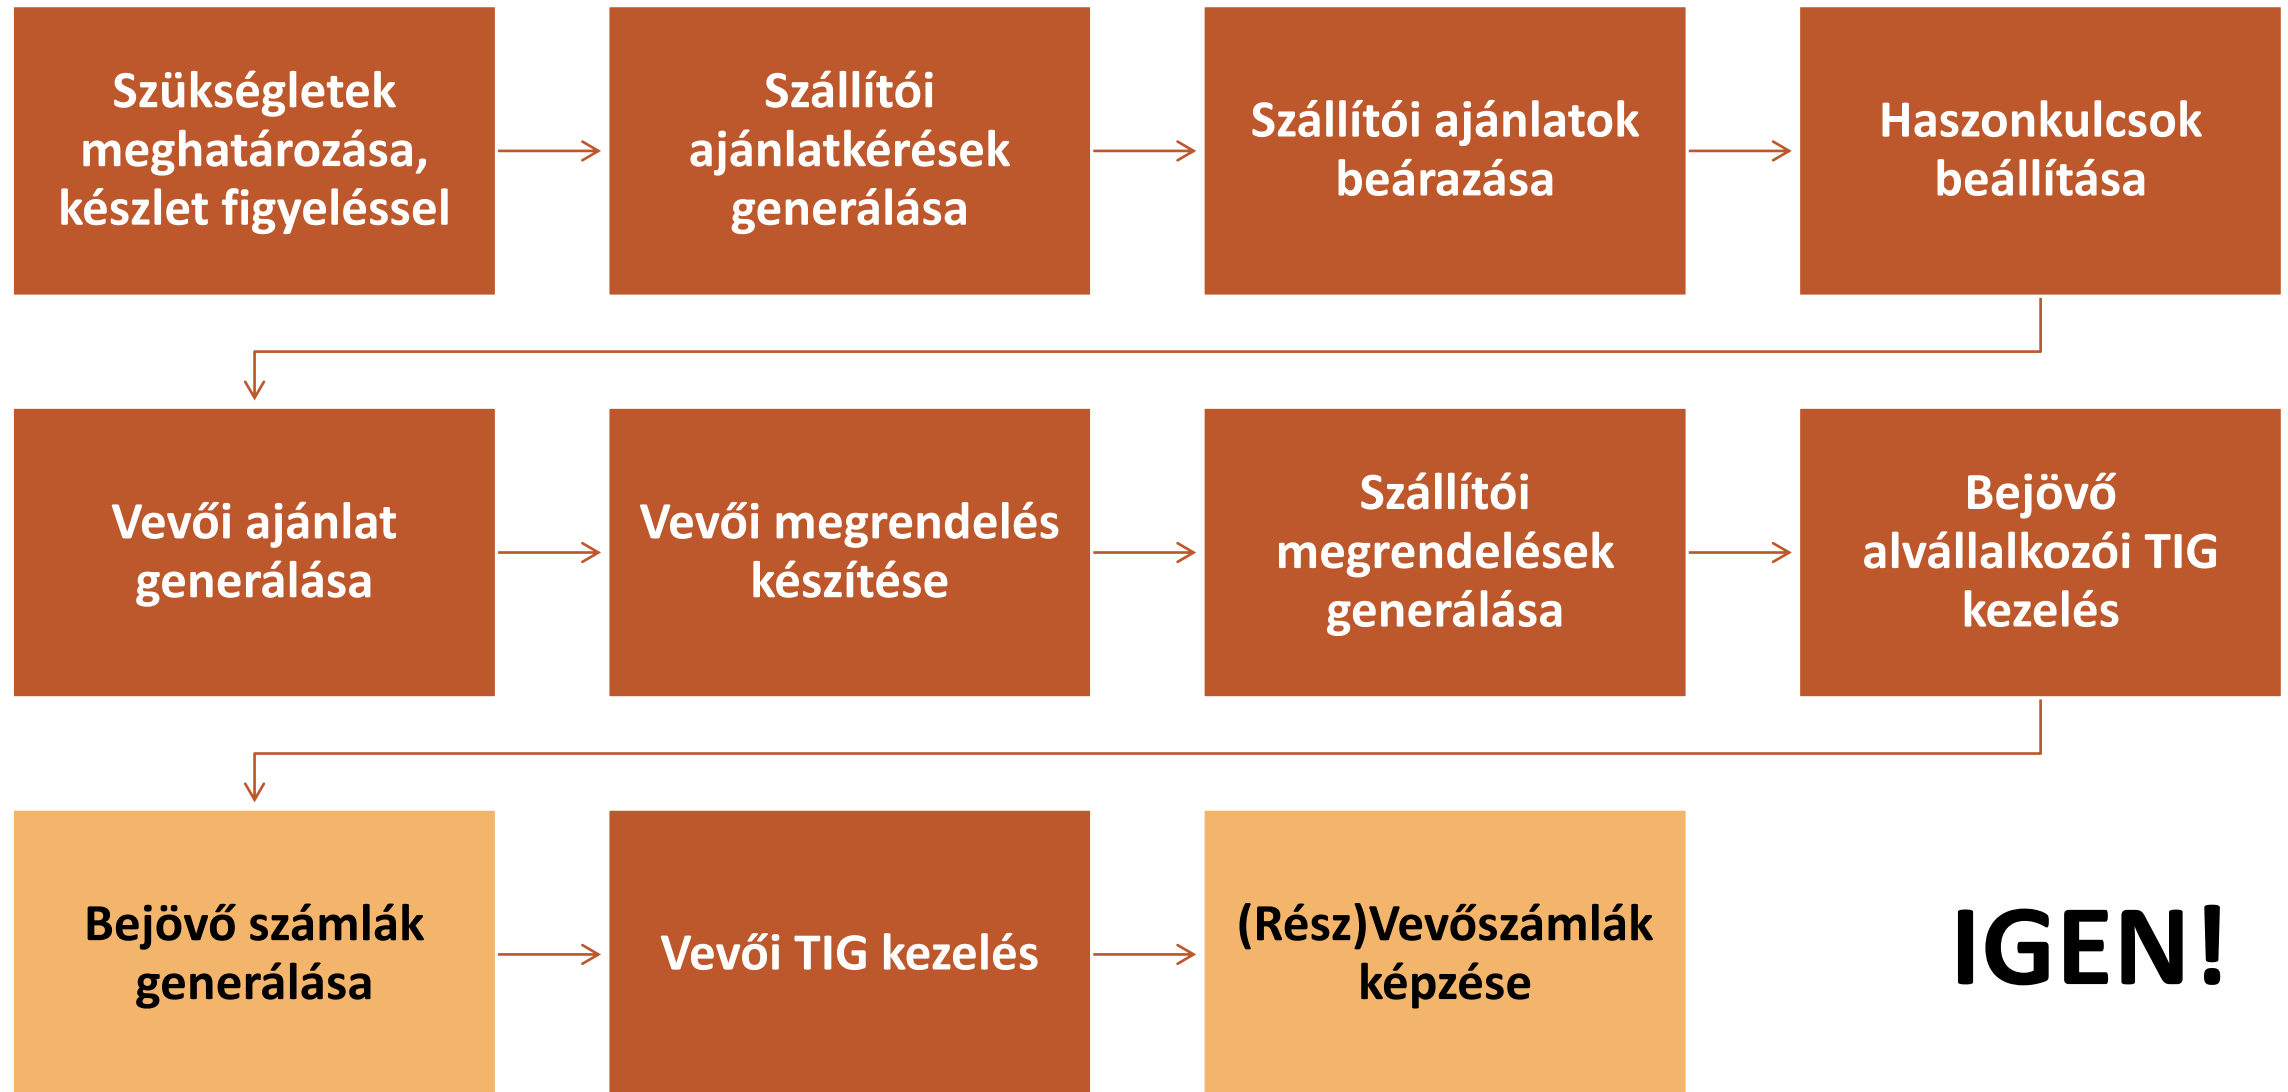 Szükségletek
meghatározása,
készlet figyeléssel
Szállítói
ajánlatkérések
generálása
Szállítói ajánlatok
beárazása
Haszonkulcsok
beállítása
Vevői ajánlat
generálása
Vevői megrendelés
készítése
Szállítói
megrendelések
generálása
Bejövő
alvállalkozói TIG
kezelés
Bejövő számlák
generálása
Vevői TIG kezelés
(Rész)Vevőszámlák
képzése
IGEN!